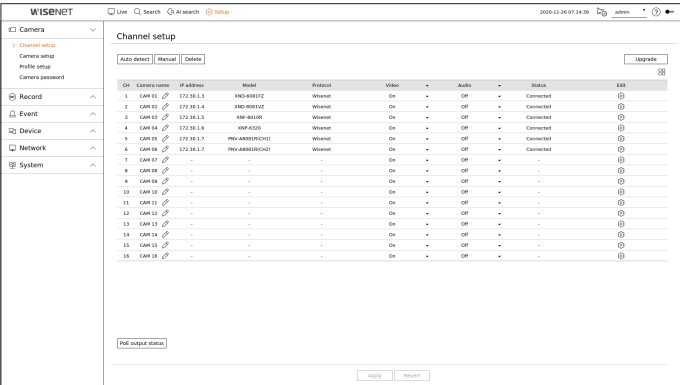 WISENET Live Search AI search Setup 2020-11-26 07:14:39 admin ?
Camera
Channel setup
Camera setup
Profile setup
Camera password
Record
Event
Device
Network
System
Channel setup
Auto detect Manual Delete Upgrade
CH Camera name IP address Model Protocol Video Audio Status Edit
1 CAM 01 172.30.1.3 XND-6081FZ Wisenet On Off Connected
2 CAM 02 172.30.1.4 XND-8081VZ Wisenet On Off Connected
3 CAM 03 172.30.1.5 XNF-8010R Wisenet On Off Connected
4 CAM 04 172.30.1.6 XNP-6320 Wisenet On Off Connected
5 CAM 05 172.30.1.7 PNV-A8081R(CH1) Wisenet On Off Connected
6 CAM 06 172.30.1.7 PNV-A8081R(CH2) Wisenet On Off Connected
7 CAM 07 - - - On Off -
8 CAM 08 - - - On Off -
9 CAM 09 - - - On Off -
10 CAM 10 - - - On Off -
11 CAM 11 - - - On Off -
12 CAM 12 - - - On Off -
13 CAM 13 - - - On Off -
14 CAM 14 - - - On Off -
15 CAM 15 - - - On Off -
16 CAM 16 - - - On Off -
PoE output status
Apply Revert